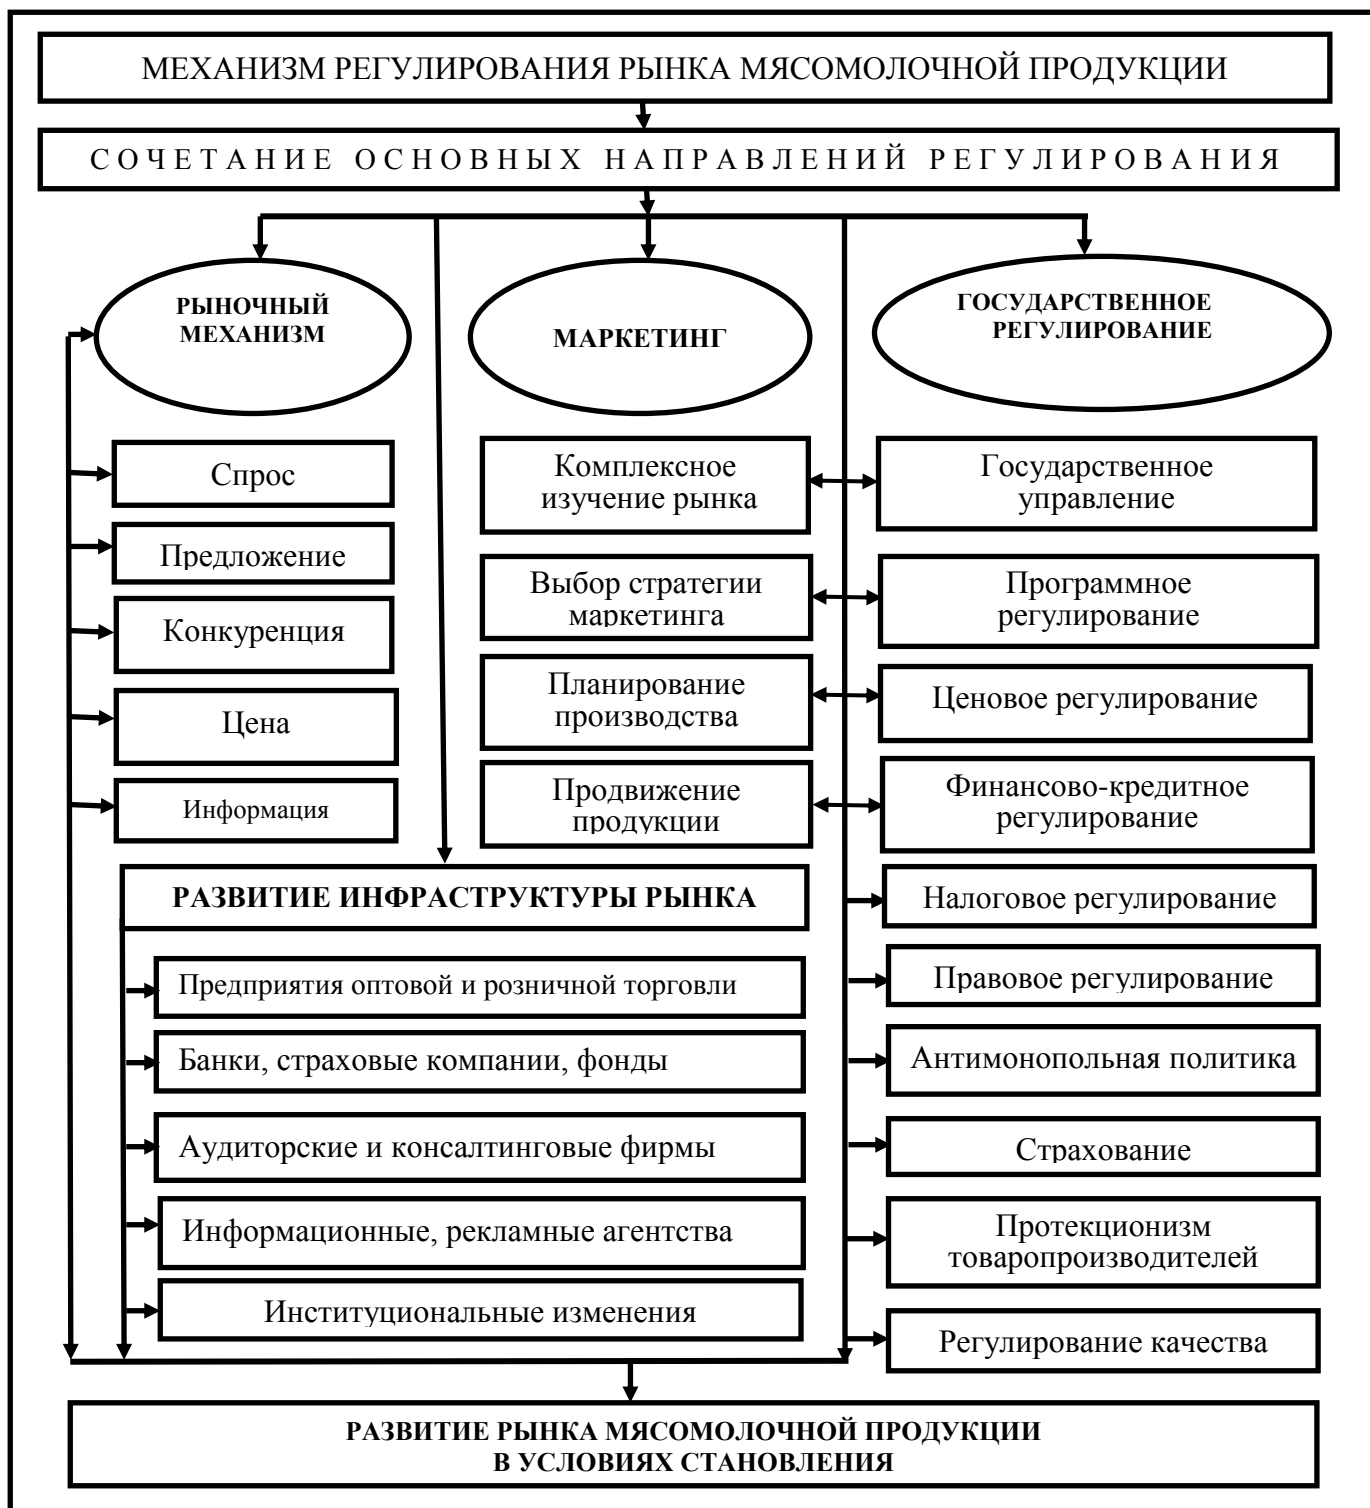 МЕХАНИЗМ РЕГУЛИРОВАНИЯ РЫНКА МЯСОМОЛОЧНОЙ ПРОДУКЦИИ
СОЧЕТАНИЕ ОСНОВНЫХ НАПРАВЛЕНИЙ РЕГУЛИРОВАНИЯ
РЫНОЧНЫЙ
МЕХАНИЗМ
МАРКЕТИНГ
ГОСУДАРСТВЕННОЕ
РЕГУЛИРОВАНИЕ
Спрос
Предложение
Конкуренция
Цена
Информация
Комплексное
изучение рынка
Выбор стратегии
маркетинга
Планирование
производства
Продвижение
продукции
Государственное
управление
Программное
регулирование
Ценовое регулирование
Финансово-кредитное
регулирование
Налоговое регулирование
Правовое регулирование
Антимонопольная политика
Страхование
Протекционизм
товаропроизводителей
Регулирование качества
РАЗВИТИЕ ИНФРАСТРУКТУРЫ РЫНКА
Предприятия оптовой и розничной торговли
Банки, страховые компании, фонды
Аудиторские и консалтинговые фирмы
Информационные, рекламные агентства
Институциональные изменения
РАЗВИТИЕ РЫНКА МЯСОМОЛОЧНОЙ ПРОДУКЦИИ
В УСЛОВИЯХ СТАНОВЛЕНИЯ